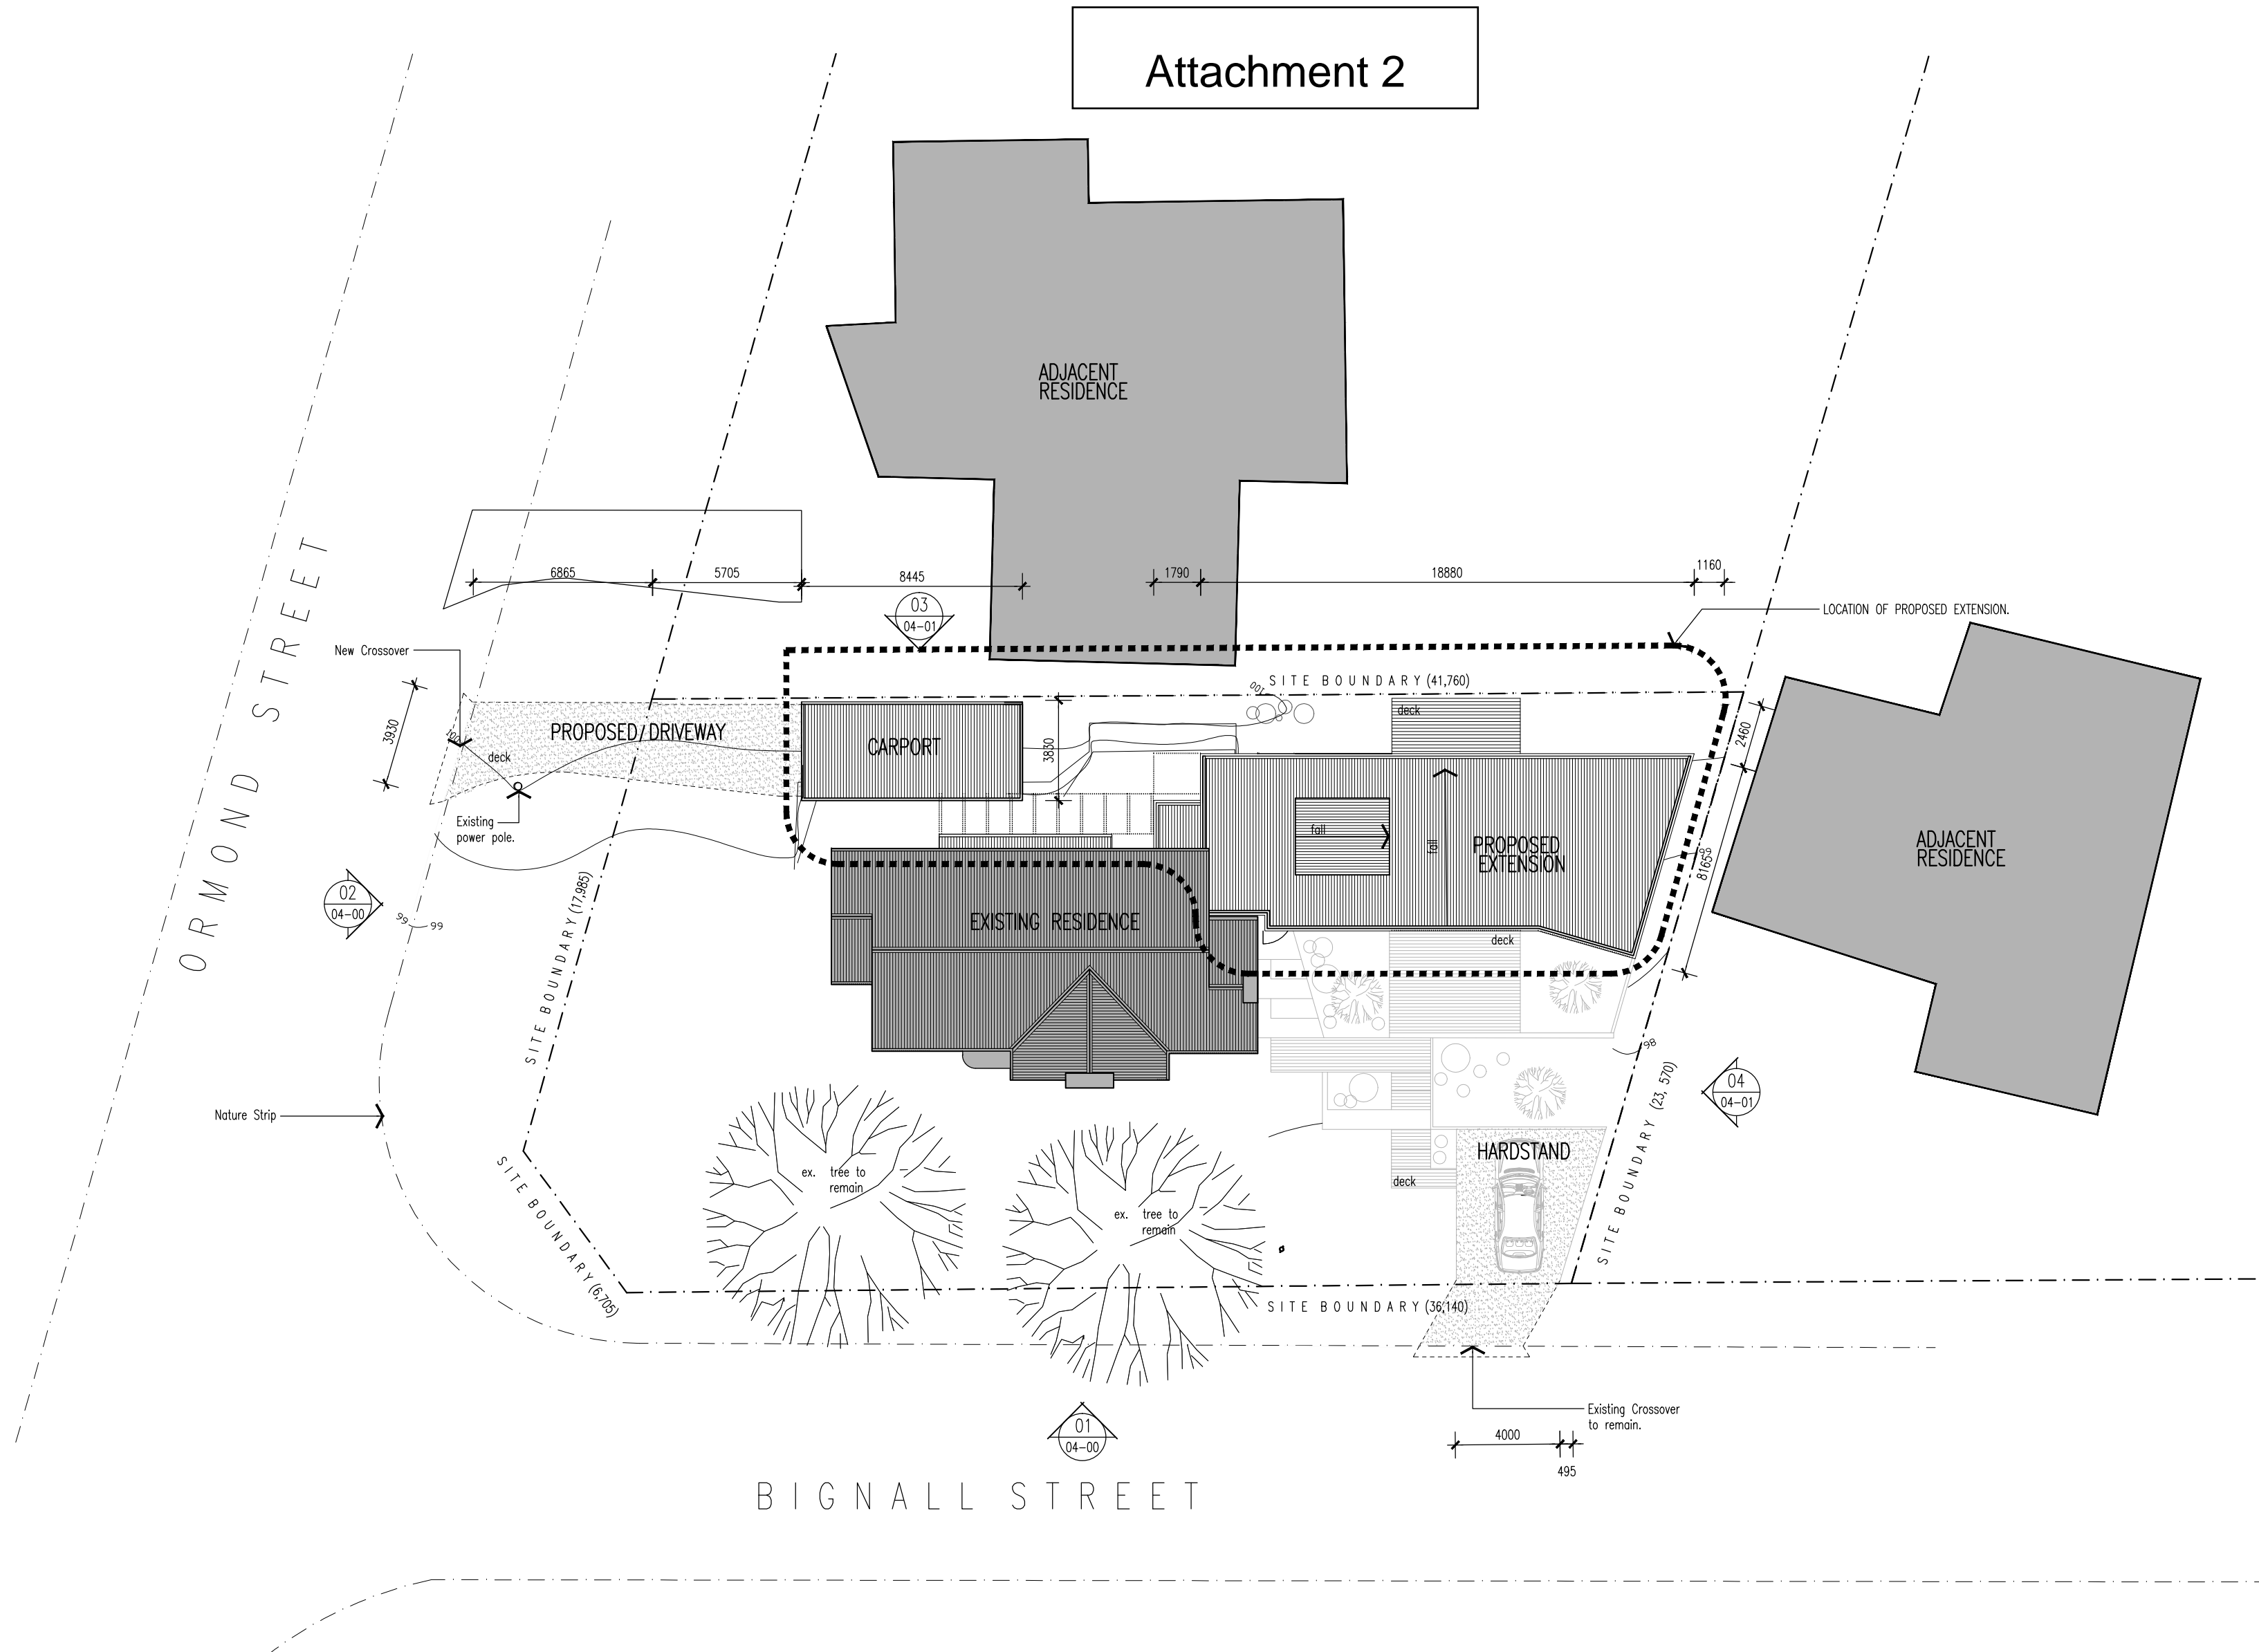 Attachment 2
ADJACENT
RESIDENCE
ORMOND STREET
6865
5705
8445
1790
18880
1160
03
04-01
LOCATION OF PROPOSED EXTENSION.
New Crossover
SITE BOUNDARY (41,760)
100
deck
3930
100
PROPOSED DRIVEWAY
deck
CARPORT
3830
2460
Existing
power pole.
fall
fall
PROPOSED
EXTENSION
99
8165
ADJACENT
RESIDENCE
02
04-00
99
99
SITE BOUNDARY (17,985)
EXISTING RESIDENCE
deck
98
Nature Strip
SITE BOUNDARY (23, 570)
04
04-01
SITE BOUNDARY (6,705)
ex. tree to
remain
ex. tree to
remain
HARDSTAND
deck
SITE BOUNDARY (36,140)
01
04-00
Existing Crossover
to remain.
4000
495
BIGNALL STREET